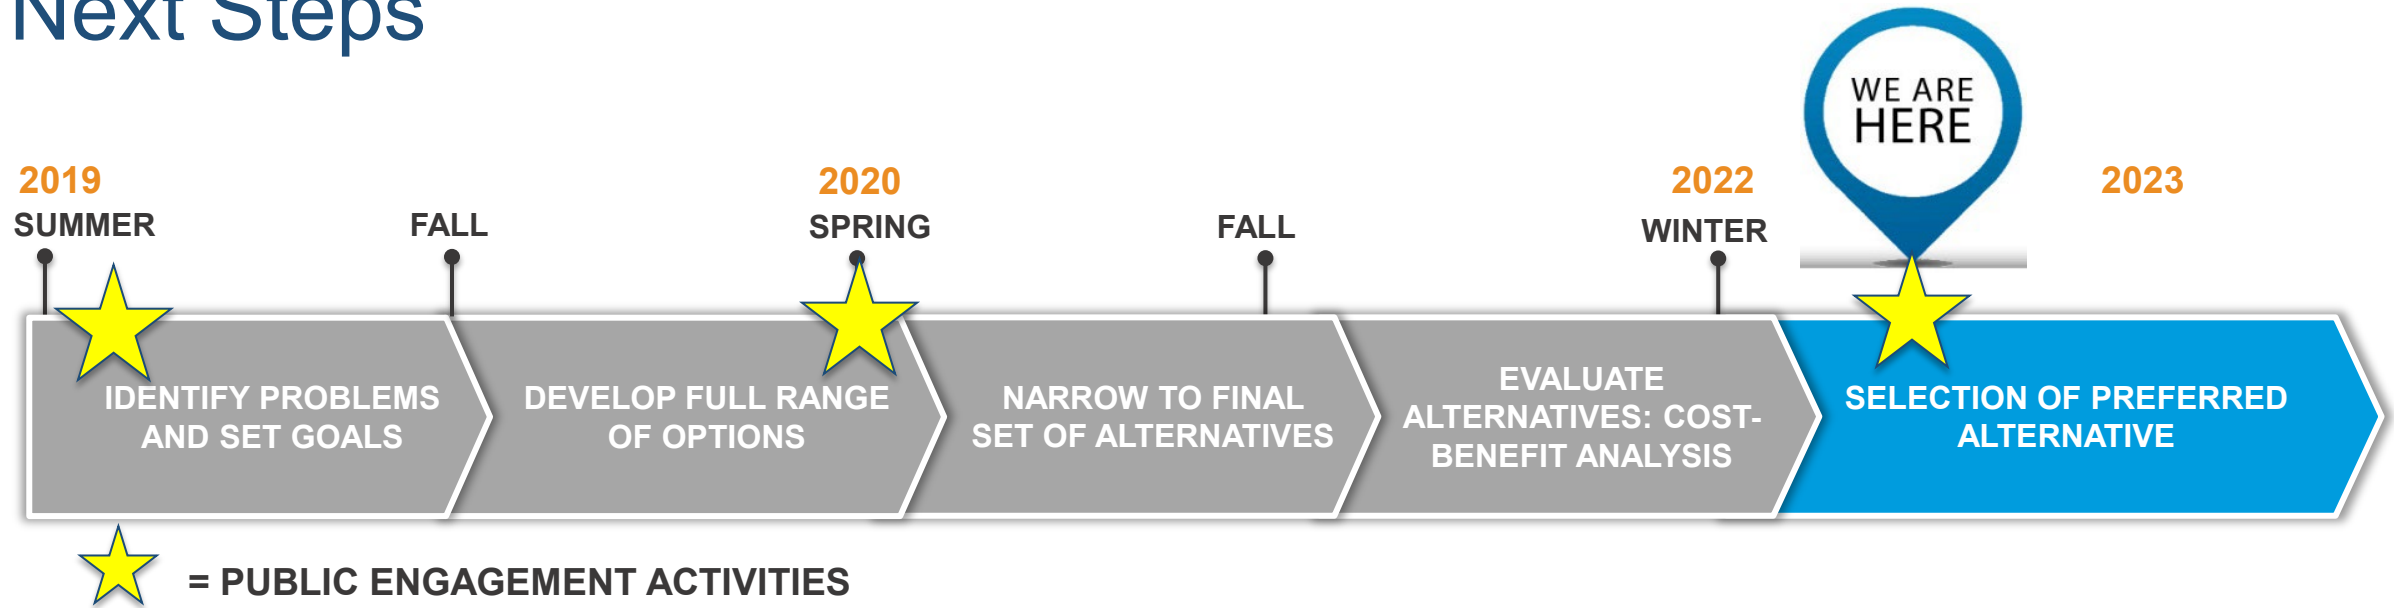 Next Steps
WE ARE
HERE
2019
2020
2022
2023
SUMMER
FALL
SPRING
FALL
WINTER
IDENTIFY PROBLEMS
AND SET GOALS
DEVELOP FULL RANGE
OF OPTIONS
NARROW TO FINAL
SET OF ALTERNATIVES
EVALUATE
ALTERNATIVES: COST-
BENEFIT ANALYSIS
SELECTION OF PREFERRED
ALTERNATIVE
= PUBLIC ENGAGEMENT ACTIVITIES